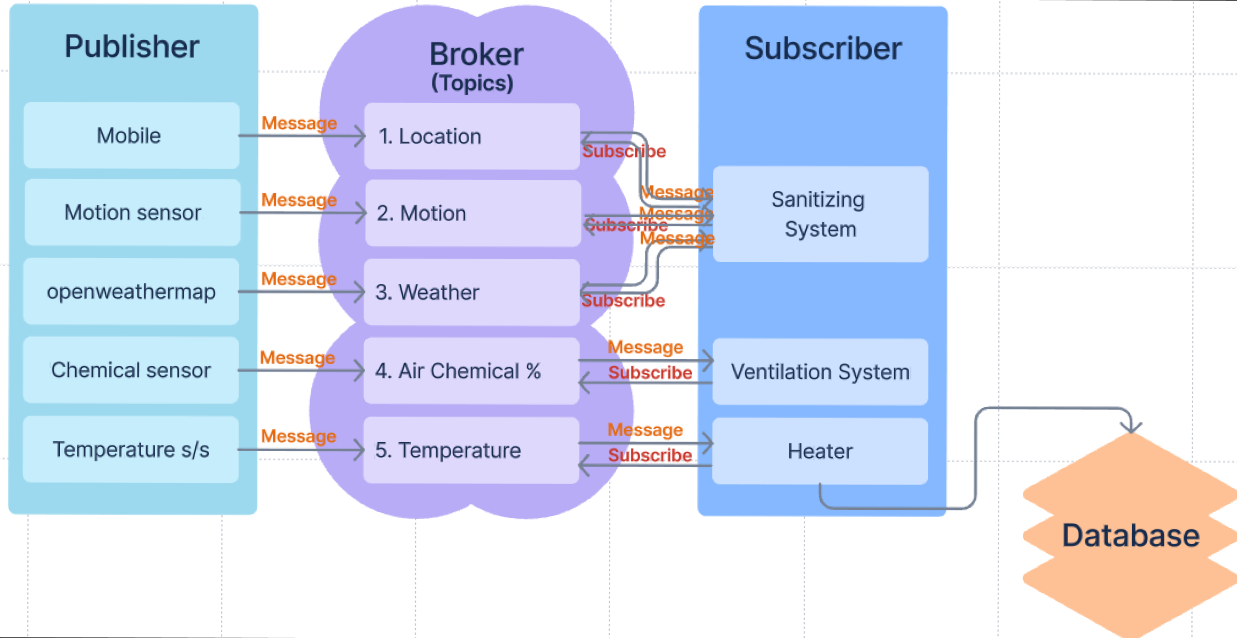 Publisher
Mobile
Motion sensor
openweathermap
Chemical sensor
Temperature s/s
Message
Message
Message
Message
Message
Broker
(Topics)
1. Location
2. Motion
3. Weather
4. Air Chemical %
5. Temperature
Subscribe
Message
Message
Subscribe
Message
Subscribe
Message
Subscribe
Message
Subscribe
Subscriber
Sanitizing
System
Ventilation System
Heater
Database